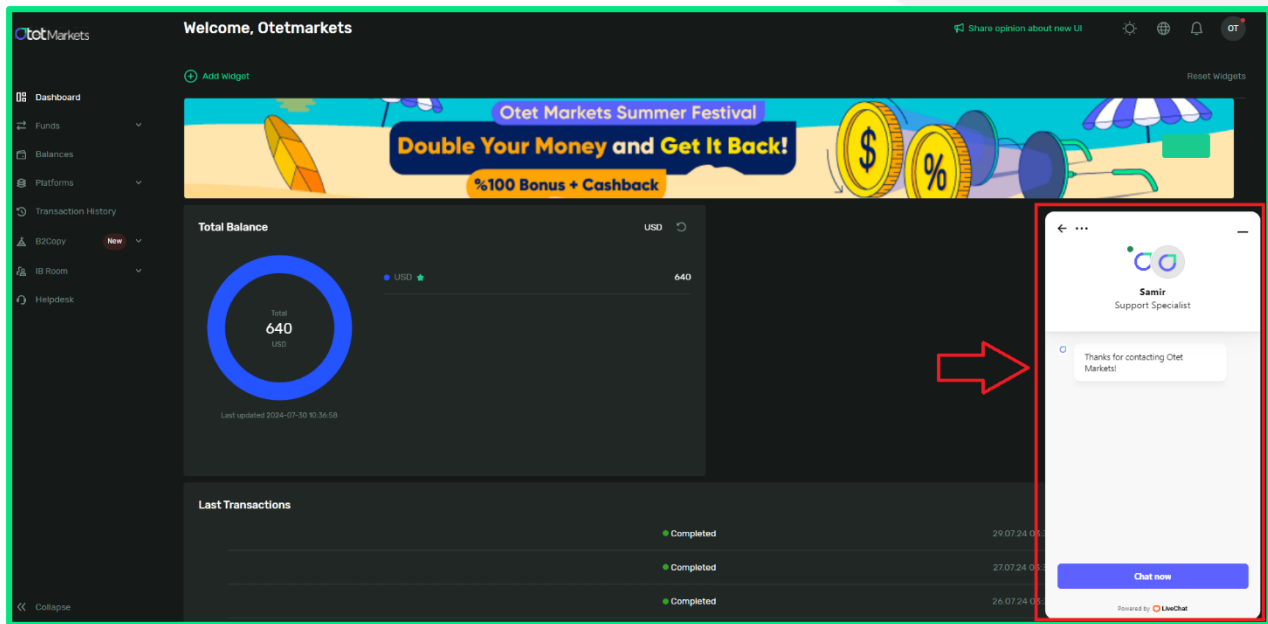 OtetMarkets
Welcome, Otetmarkets
Share opinion about new UI
OT
Add Widget
Reset Widgets
Dashboard
Funds
Balances
Platforms
Transaction History
B2Copy New
IB Room
Helpdesk
Collapse
Otet Markets Summer Festival
Double Your Money and Get It Back!
%100 Bonus + Cashback
$
%
Total Balance
USD
USD
640
Total
640
USD
Last updated 2024-07-30 10:36:58
Last Transactions
Completed
29.07.24
Completed
27.07.24
Completed
26.07.24
Samir
Support Specialist
Thanks for contacting Otet
Markets!
Chat now
Powered by LiveChat